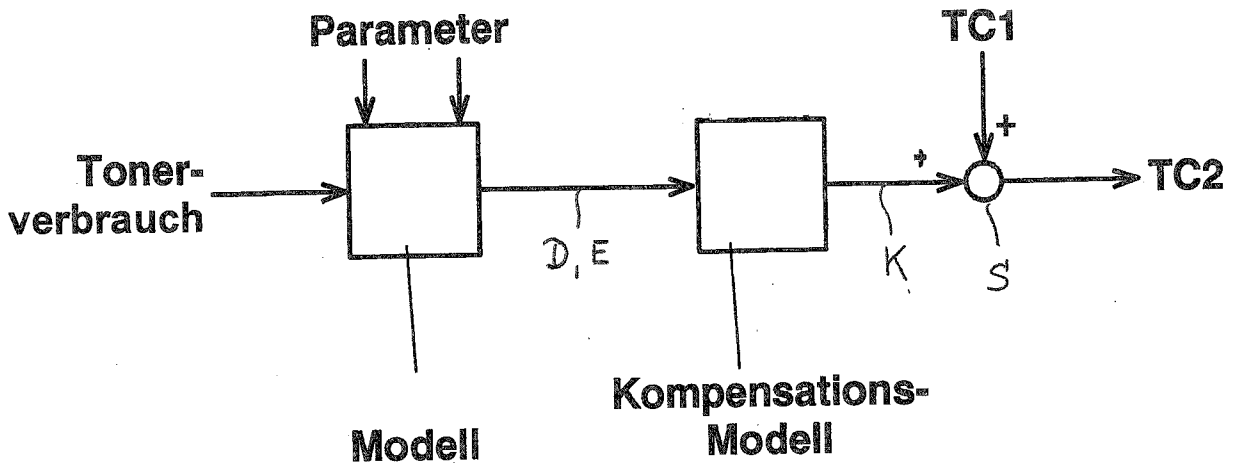 Parameter
TC1
+
Toner-
verbrauch
+
TC2
D, E
K
S
Kompensations-
Modell
Modell